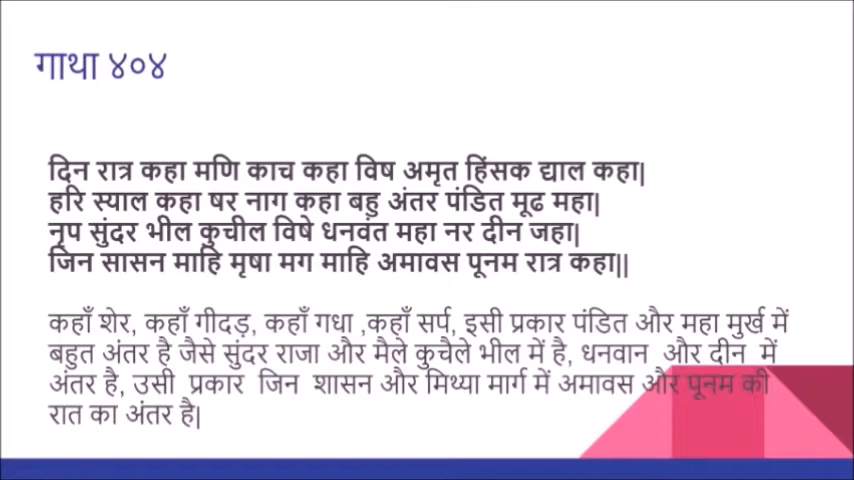 गाथा ४०४
दिन रात्र कहा मणि काच कहा विष अमृत हिंसक द्याल कहा|
हरि स्याल कहा षर नाग कहा बहु अंतर पंडित मूढ महा|
नृप सुंदर भील कुचील विषे धनवंत महा नर दीन जहा|
जिन सासन माहि मृषा मग माहि अमावस पूनम रात्र कहा||
कहाँ शेर, कहाँ गीदड़, कहाँ गधा ,कहाँ सर्प, इसी प्रकार पंडित और महा मुर्ख में
बहुत अंतर है जैसे सुंदर राजा और मैले कुचैले भील में है, धनवान और दीन में
अंतर है, उसी प्रकार जिन शासन और मिथ्या मार्ग में अमावस और पूनम की
रात का अंतर है|